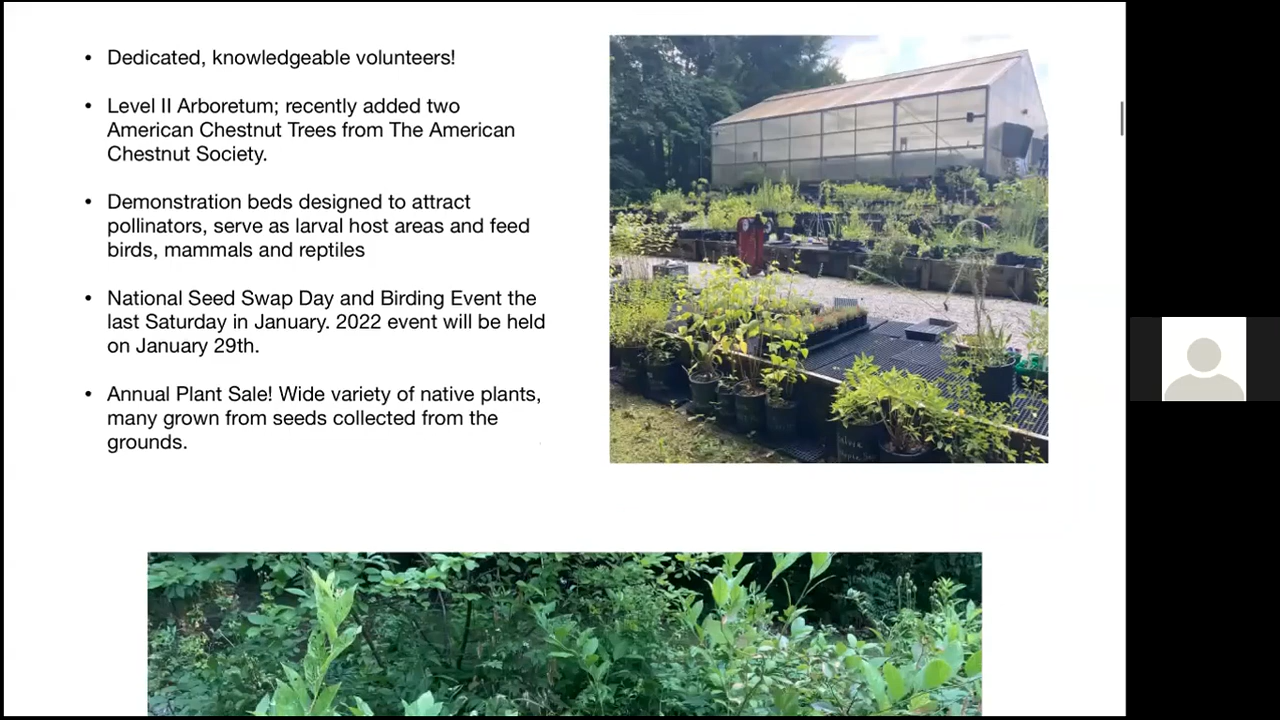 • Dedicated, knowledgeable volunteers!
• Level II Arboretum; recently added two
American Chestnut Trees from The American
Chestnut Society.
• Demonstration beds designed to attract
pollinators, serve as larval host areas and feed
birds, mammals and reptiles
• National Seed Swap Day and Birding Event the
last Saturday in January. 2022 event will be held
on January 29th.
• Annual Plant Sale! Wide variety of native plants,
many grown from seeds collected from the
grounds.